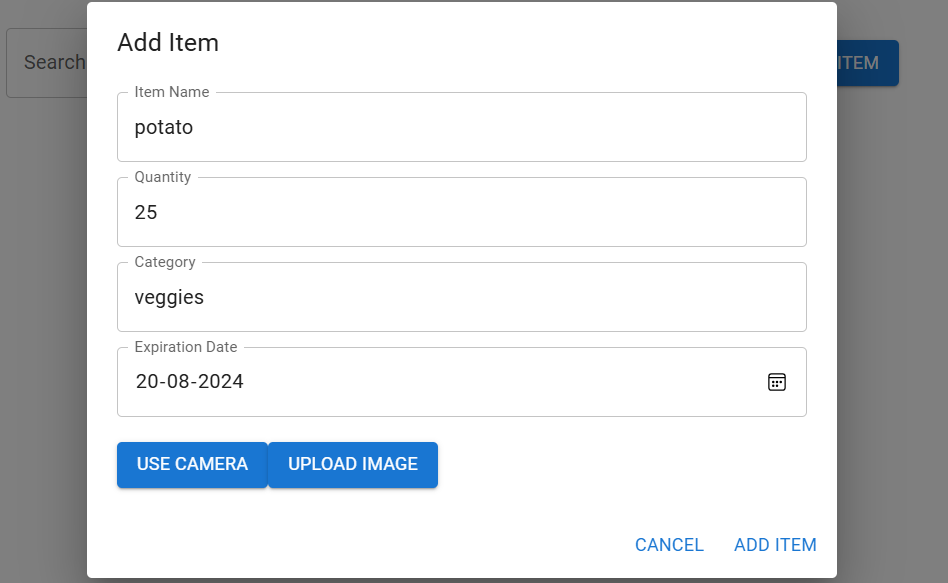 Add Item
Search
ITEM
Item Name
potato
Quantity
25
Category
veggies
Expiration Date
20-08-2024
USE CAMERA UPLOAD IMAGE
CANCEL ADD ITEM